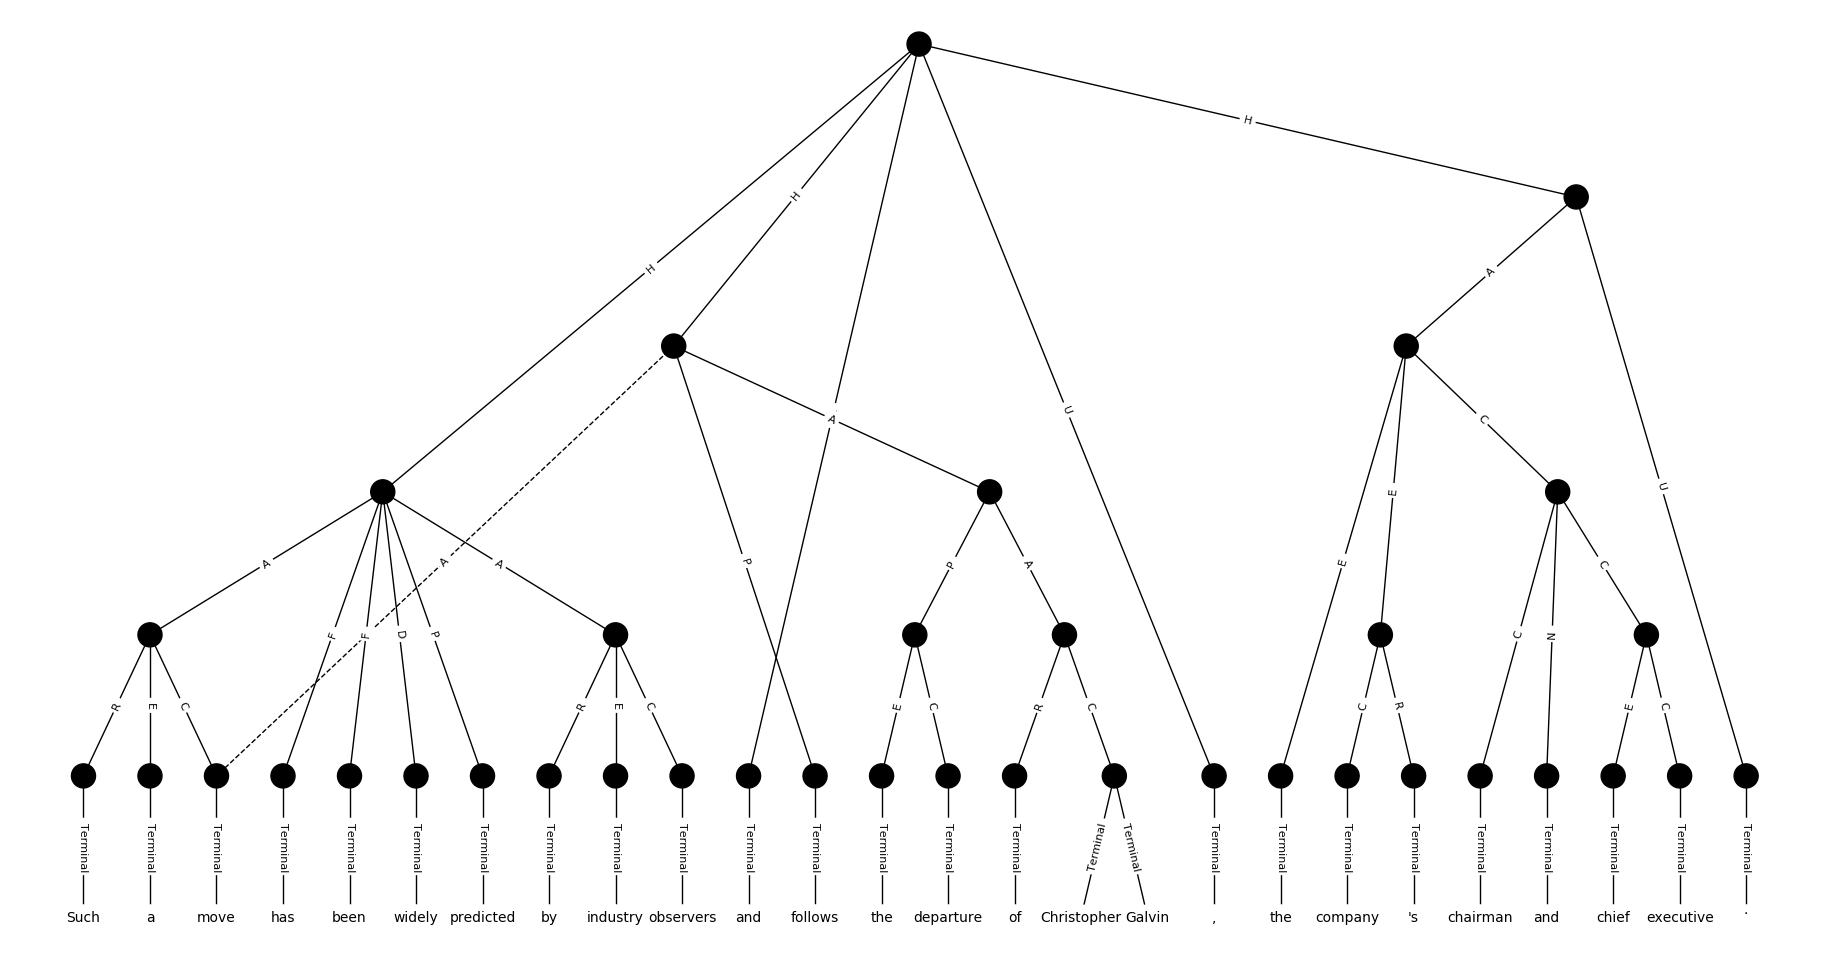 H
H
H
A
H
A
U
A
C
E
U
A
A
A
P
P
A
E
C
F
F
D
P
C
N
R
E
C
R
E
C
E
C
R
C
C
R
E
C
Terminal Terminal Terminal Terminal Terminal Terminal Terminal Terminal Terminal Terminal Terminal Terminal Terminal Terminal Terminal Terminal Terminal Terminal Terminal Terminal Terminal Terminal Terminal Terminal Terminal Terminal
Such a move has been widely predicted by industry observers and follows the departure of Christopher Galvin , the company 's chairman and chief executive .